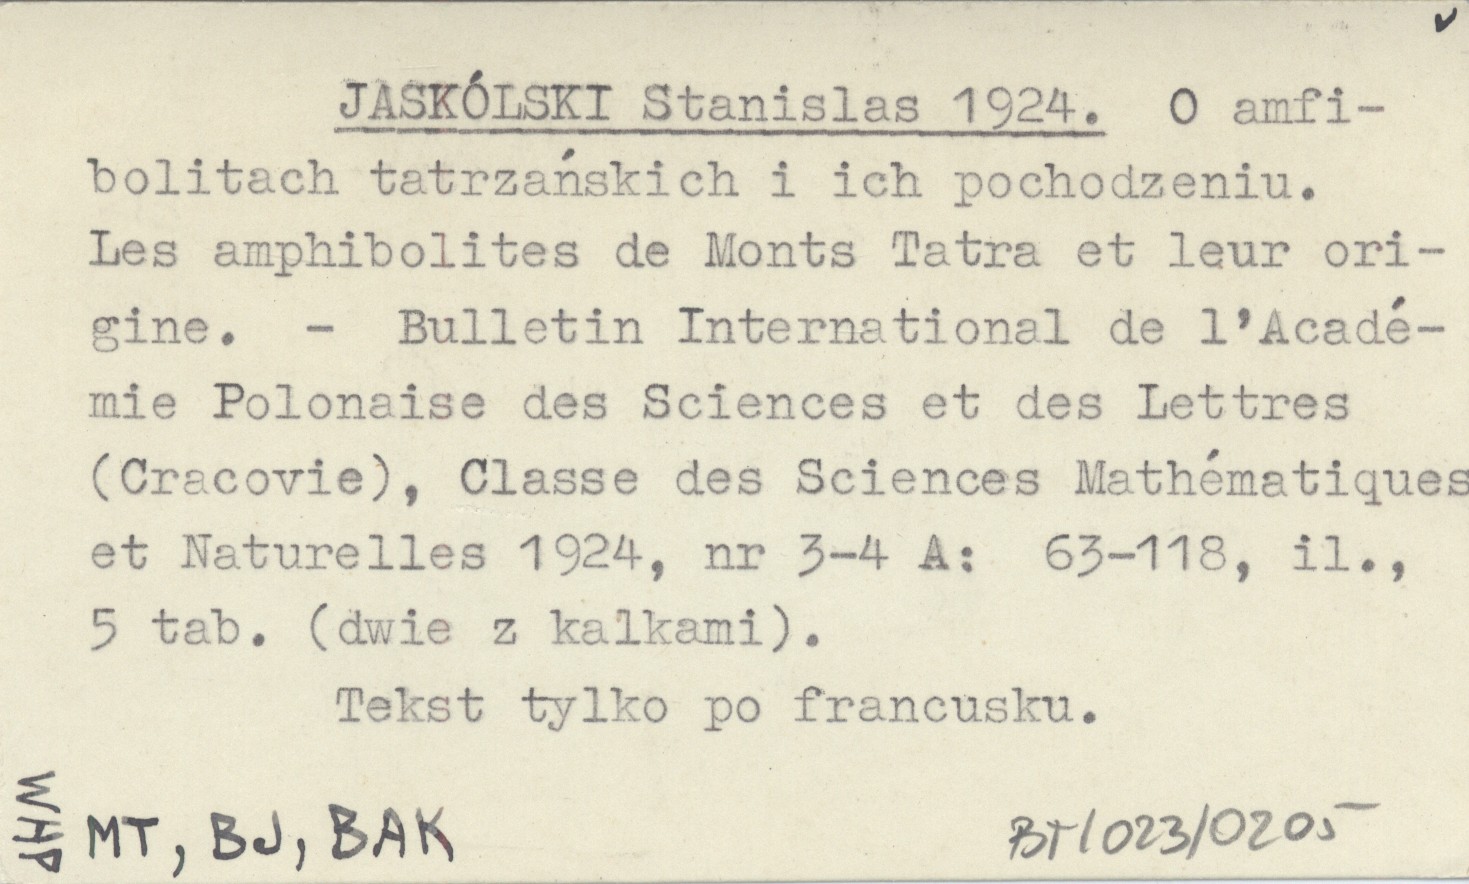 JASKÓLSKI Stanislas 1924. O amfi-
bolitach tatrzańskich i ich pochodzeniu.
Les amphibolites de Monts Tatra et leur ori-
gine. - Bulletin International de l'Acadé-
mie Polonaise des Sciences et des Lettres
(Cracovie), Classe des Sciences Mathématiques
et Naturelles 1924, nr 3-4 A: 63-118, il.,
5 tab. (dwie z kalkami).
Tekst tylko po francusku.
WHP
MT, BJ, BAK
BT/023/0205